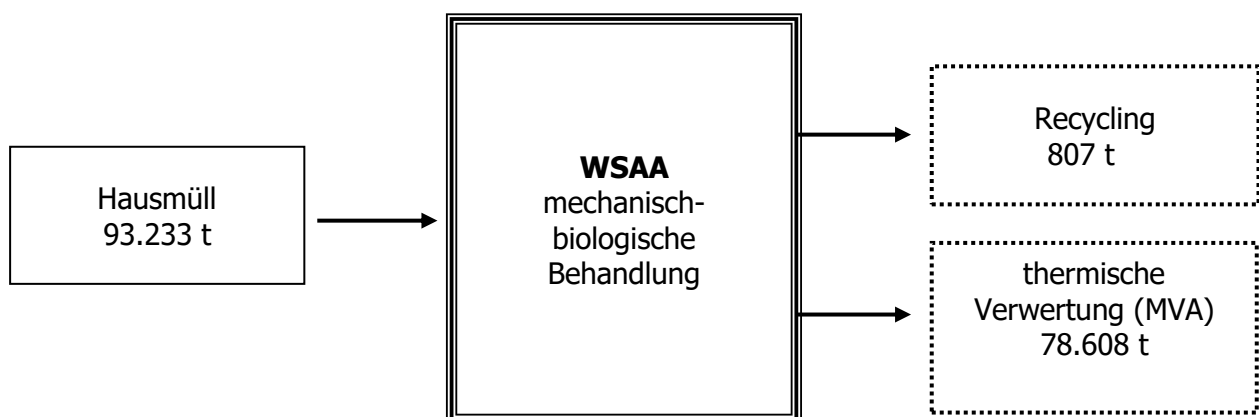 Hausmüll
93.233 t
WSAA
mechanisch-
biologische
Behandlung
Recycling
807 t
thermische
Verwertung (MVA)
78.608 t